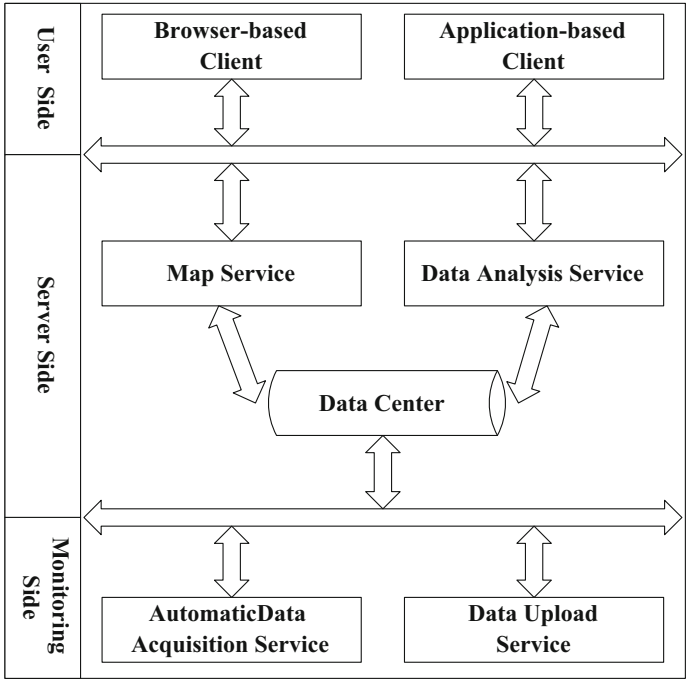 User Side
Browser-based
Client
Application-based
Client
Server Side
Map Service
Data Analysis Service
Data Center
Monitoring
Side
AutomaticData
Acquisition Service
Data Upload
Service